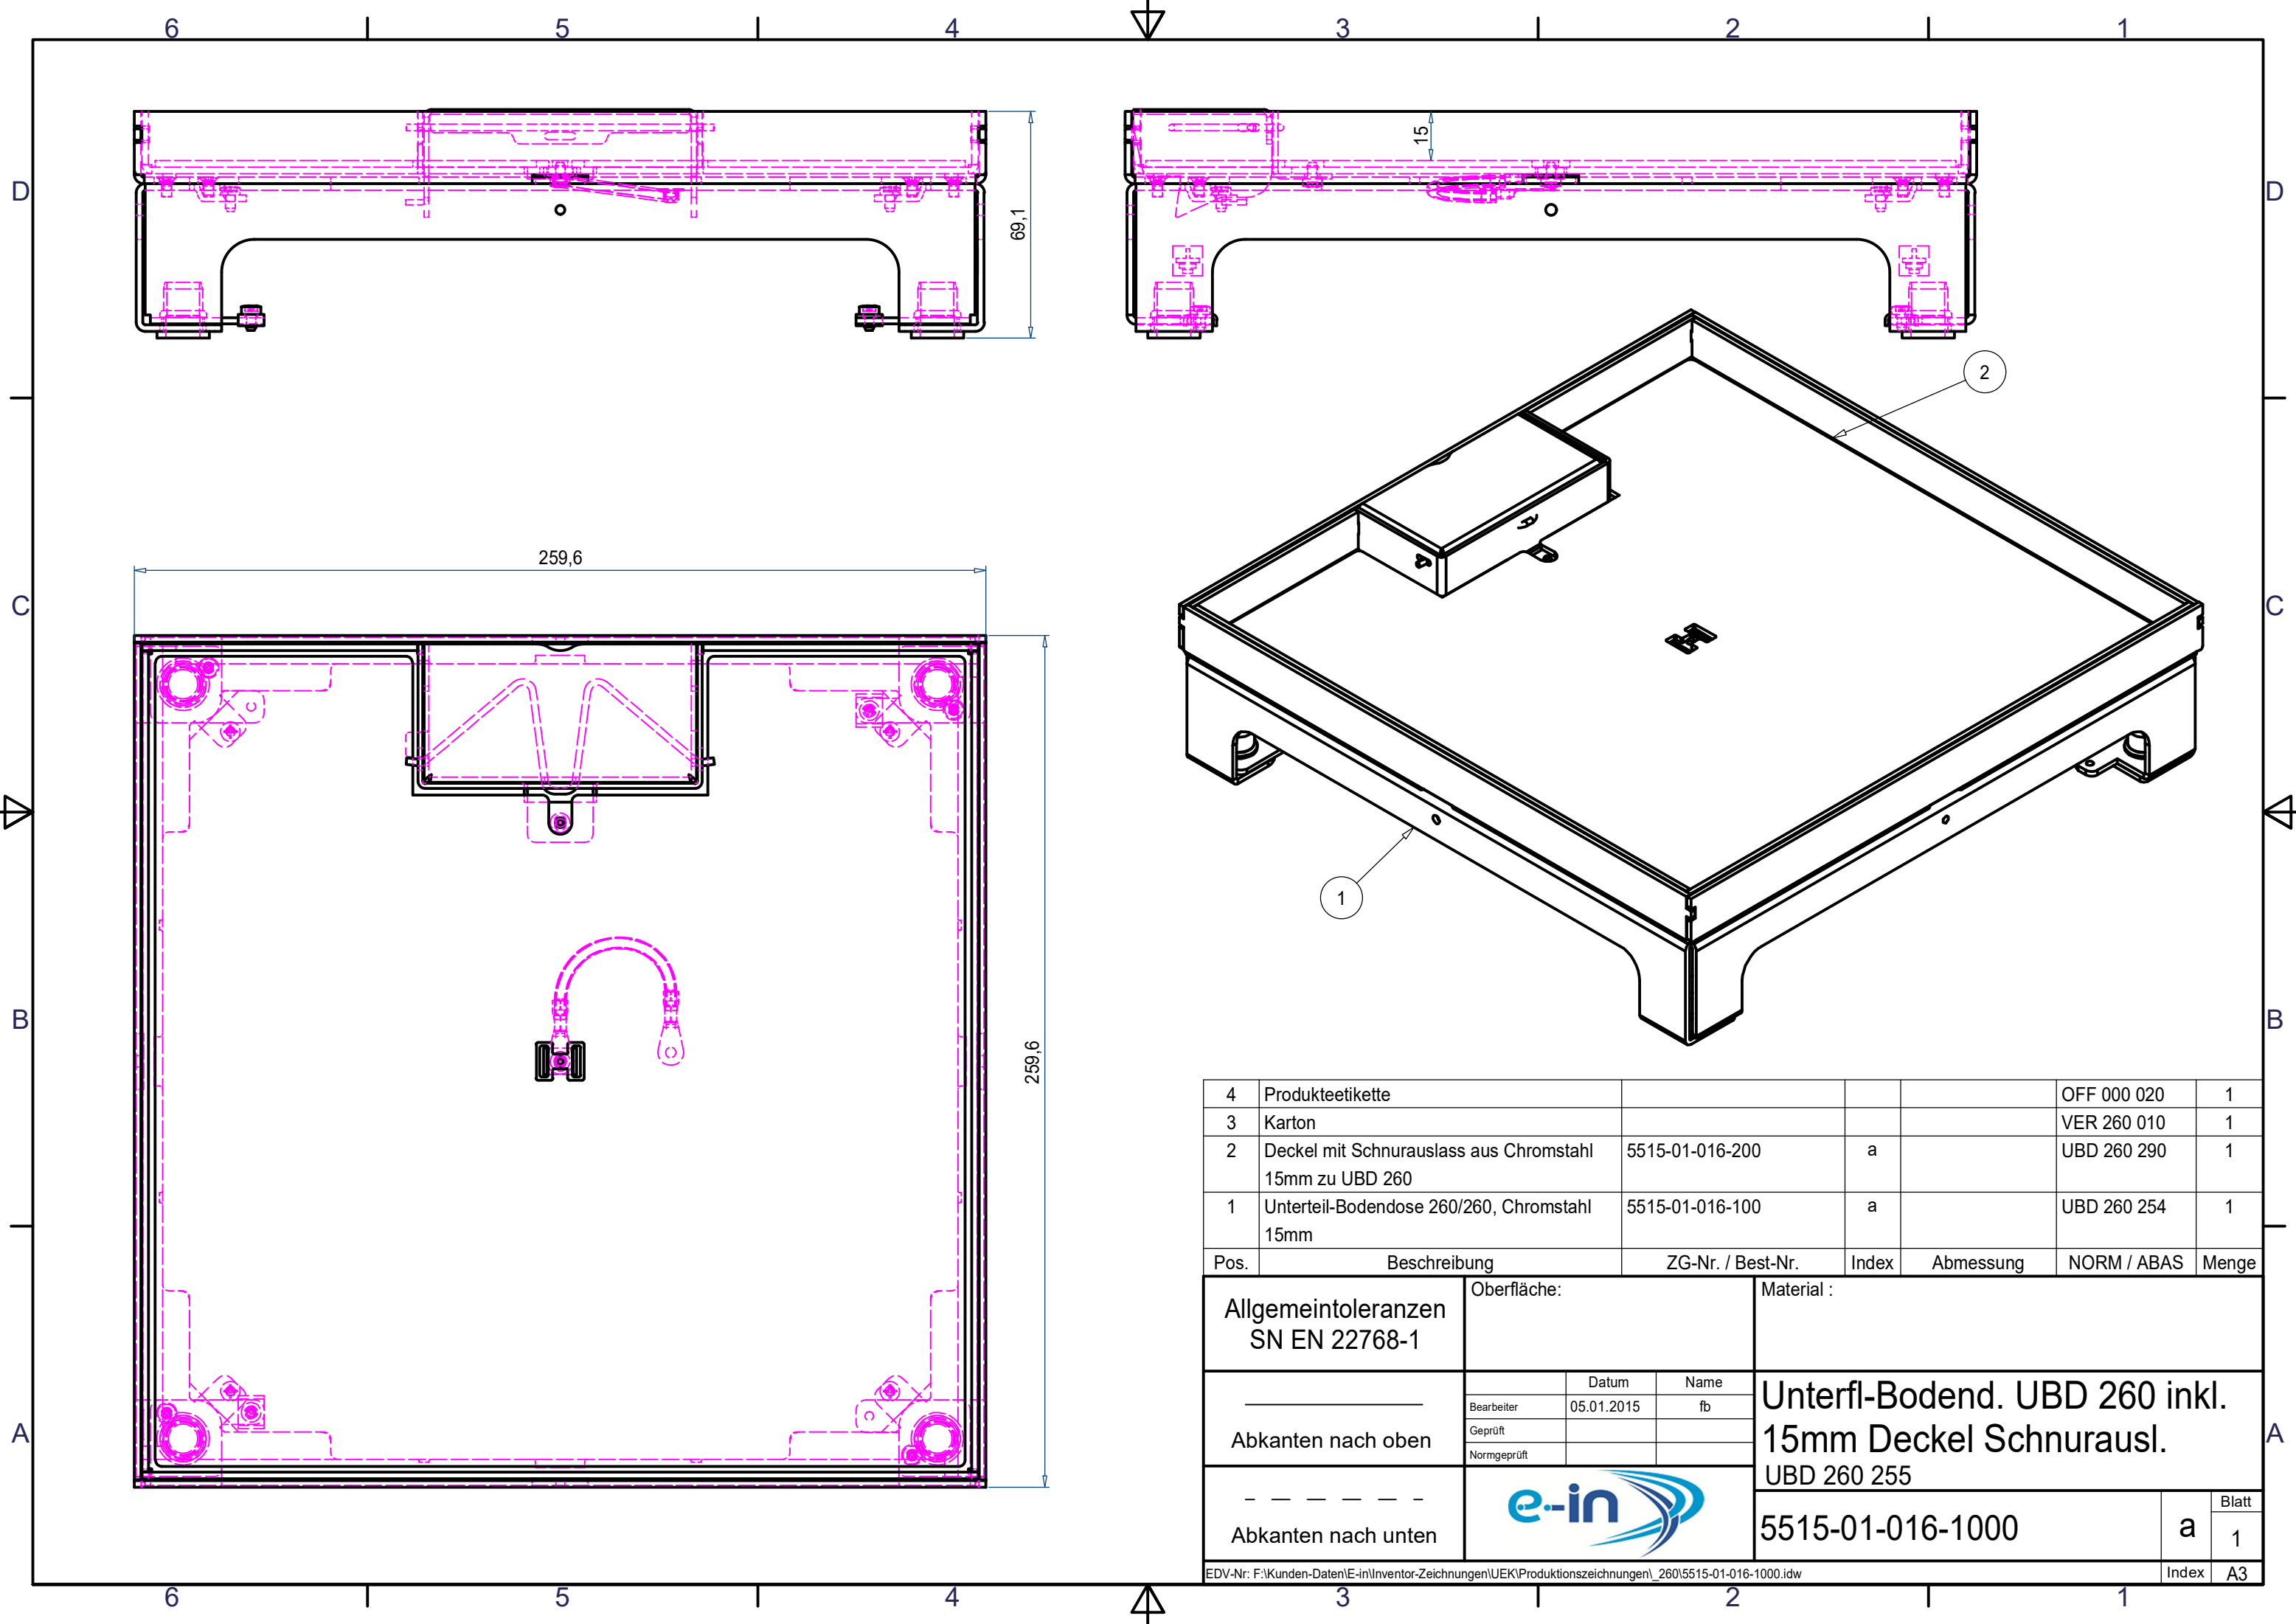 6 5 4 3 2 1
D D
15
69,1
2
259,6
C C
1
259,6
B B
4 Produkteetikette OFF 000 020 1
3 Karton VER 260 010 1
2 Deckel mit Schnurauslass aus Chromstahl 5515-01-016-200 a UBD 260 290 1
15mm zu UBD 260
1 Unterteil-Bodendose 260/260, Chromstahl 5515-01-016-100 a UBD 260 254 1
15mm
Pos. Beschreibung ZG-Nr. / Best-Nr. Index Abmessung NORM / ABAS Menge
Allgemeintoleranzen
SN EN 22768-1
Oberfläche:
Material :
Abkanten nach oben
Abkanten nach unten
Datum Name
Bearbeiter 05.01.2015 fb
Geprüft
Normgeprüft
e-in
Unterfl-Bodend. UBD 260 inkl.
15mm Deckel Schnurausl.
UBD 260 255
5515-01-016-1000 a
Blatt
1
A A
EDV-Nr: F:\Kunden-Daten\E-in\Inventor-Zeichnungen\UEK\Produktionszeichnungen\_260\5515-01-016-1000.idw
Index A3
6 5 4 3 2 1